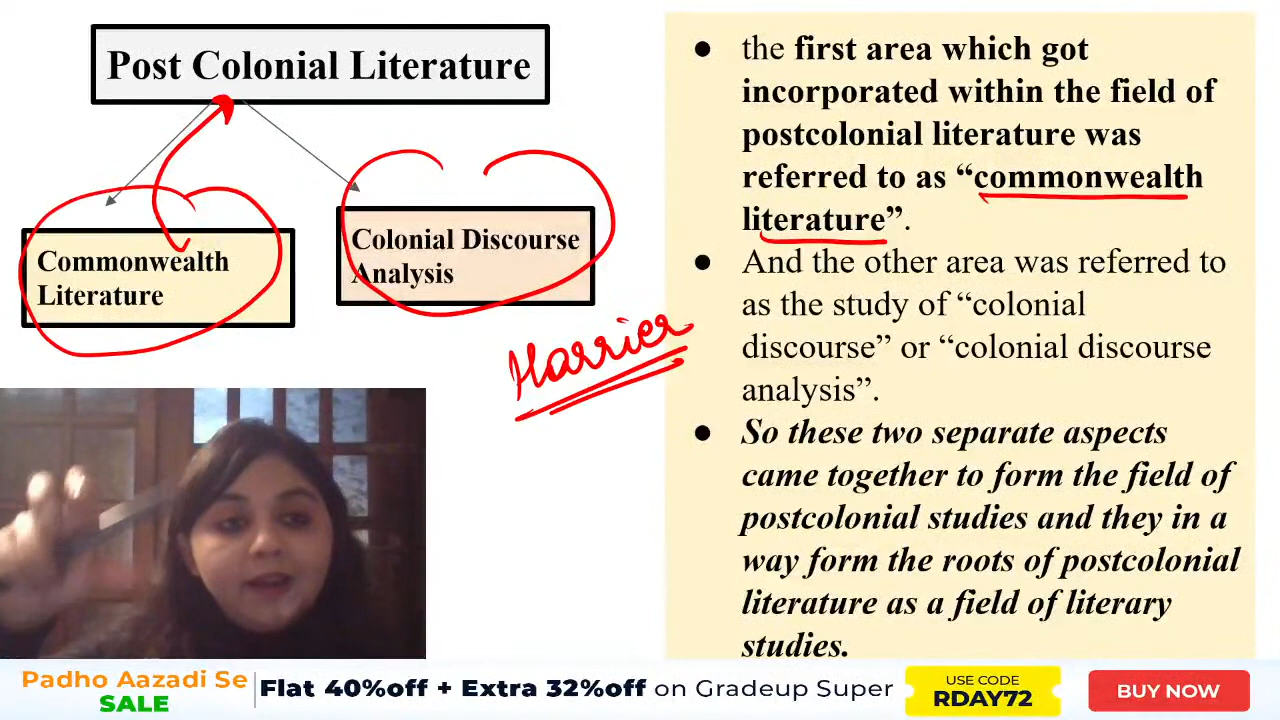 Post Colonial Literature
Commonwealth
Literature
Colonial Discourse
Analysis
Harrier
● the first area which got
incorporated within the field of
postcolonial literature was
referred to as “commonwealth
literature”.
● And the other area was referred to
as the study of “colonial
discourse” or “colonial discourse
analysis”.
● So these two separate aspects
came together to form the field of
postcolonial studies and they in a
way form the roots of postcolonial
literature as a field of literary
studies.
Padho Aazadi Se
SALE
Flat 40%off + Extra 32%off on Gradeup Super
USE CODE
RDAY72
BUY NOW